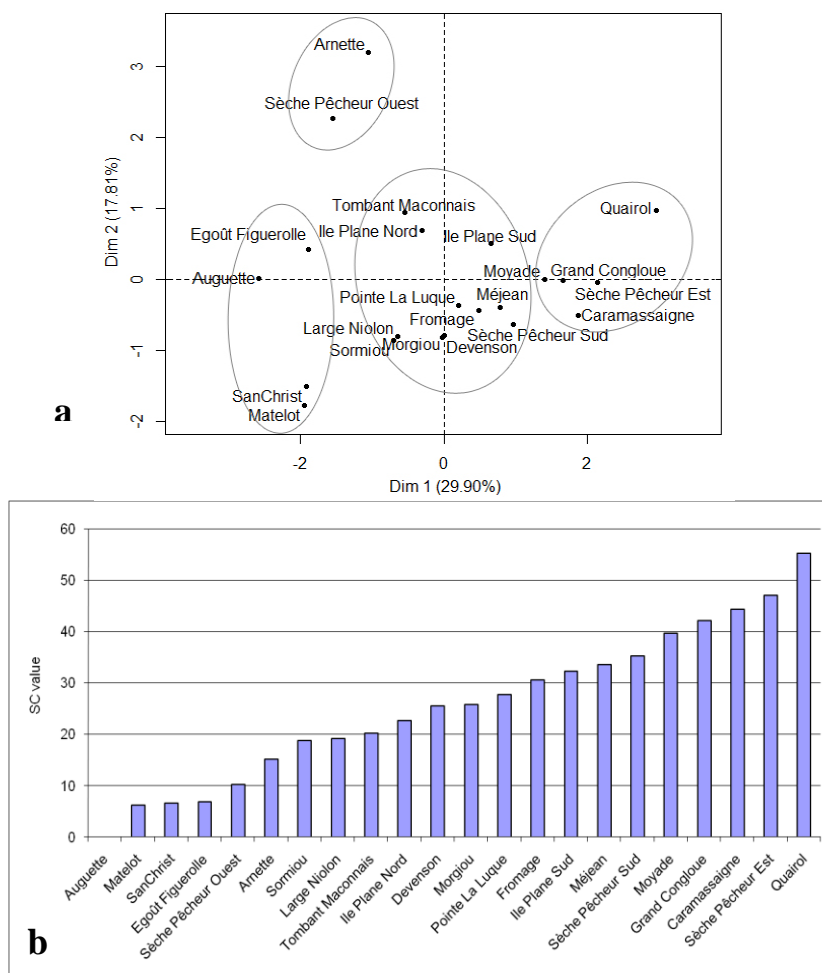 Arnette
Sèche Pêcheur Ouest
Tombant Maconnais
Quairol
Egoût Figuerolle
Ile Plane Nord
Ile Plane Sud
Auguette
Moyade
Grand Congloue
Pointe La Luque
Méjean
Sèche Pêcheur Est
Fromage
Caramassaigne
Large Niolon
Sèche Pêcheur Sud
Sormiou
Morgiou
Devenson
SanChrist
Matelot
3
2
1
0
-1
-2
Dim 2 (17.81%)
-2
0
2
Dim 1 (29.90%)
a
60
50
40
30
20
10
0
SC value
Auguette
Matelot
SanChrist
Egoût Figuerolle
Sèche Pêcheur Ouest
Arnette
Sormiou
Large Niolon
Tombant Maconnais
Ile Plane Nord
Devenson
Morgiou
Pointe La Luque
Fromage
Ile Plane Sud
Méjean
Sèche Pêcheur Sud
Moyade
Grand Congloue
Caramassaigne
Sèche Pêcheur Est
Quairol
b